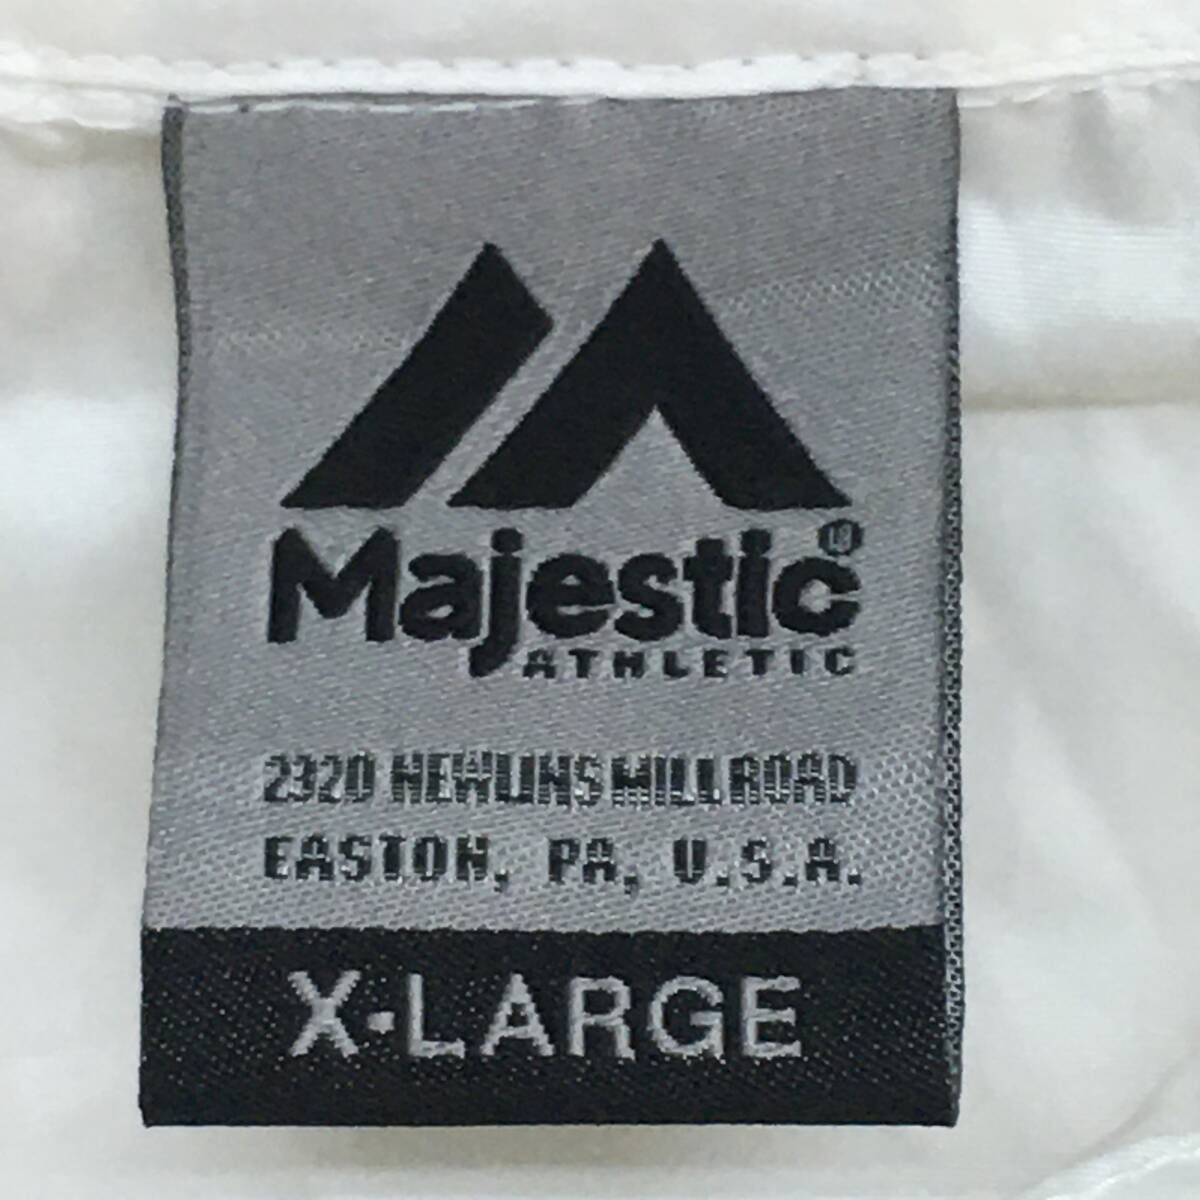 Majestic®
ATHLETIC
2320 NEWLINS MILL ROAD
EASTON, PA, U.S.A.
X-LARGE